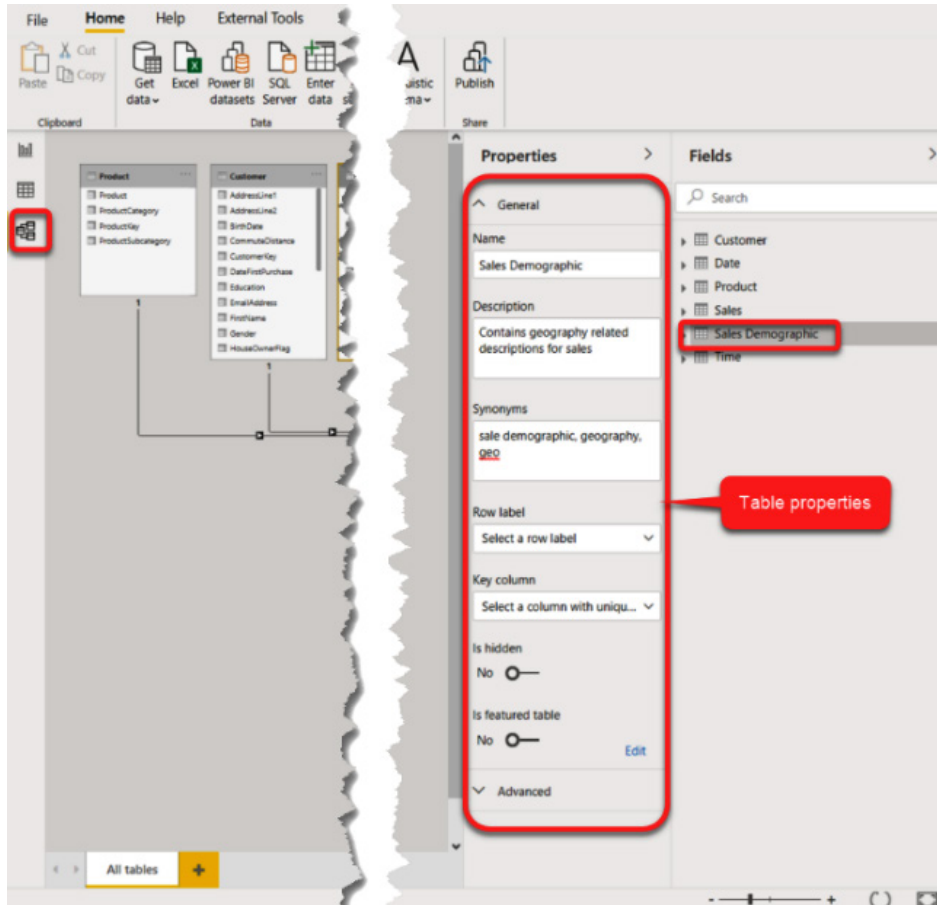 File Home Help External Tools
Paste
Cut
Copy
Get
data
Excel
Power BI
datasets
SQL
Server
Enter
data
Publish
Clipboard
Data
Share
Product
Product
ProductCategory
ProductKey
ProductSubcategory
1
Customer
AddressLine1
AddressLine2
BirthDate
CommuteDistance
CustomerKey
DateFirstPurchase
Education
EmailAddress
FirstName
Gender
HouseOwnerFlag
1
Properties
General
Name
Sales Demographic
Description
Contains geography related
descriptions for sales
Synonyms
sale demographic, geography,
geo
Row label
Select a row label
Key column
Select a column with uniqu...
Is hidden
No
Is featured table
No
Edit
Advanced
Fields
Search
Customer
Date
Product
Sales
Sales Demographic
Time
Table properties
All tables